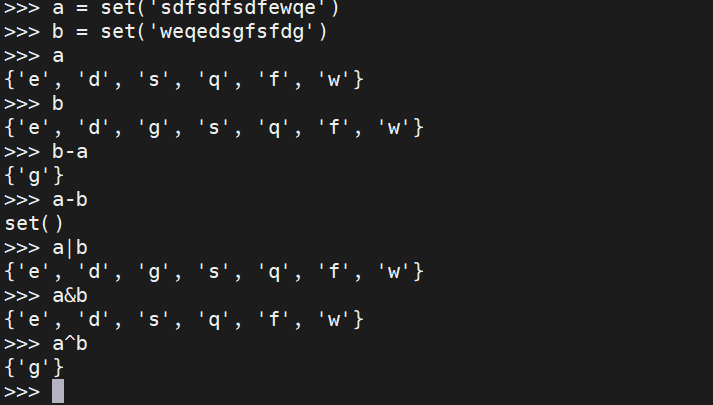 >>> a = set('sdfsdfsdfewqe')
>>> b = set('weqedsgfsfdg')
>>> a
{'e', 'd', 's', 'q', 'f', 'w'}
>>> b
{'e', 'd', 'g', 's', 'q', 'f', 'w'}
>>> b-a
{'g'}
>>> a-b
set()
>>> a|b
{'e', 'd', 'g', 's', 'q', 'f', 'w'}
>>> a&b
{'e', 'd', 's', 'q', 'f', 'w'}
>>> a^b
{'g'}
>>>